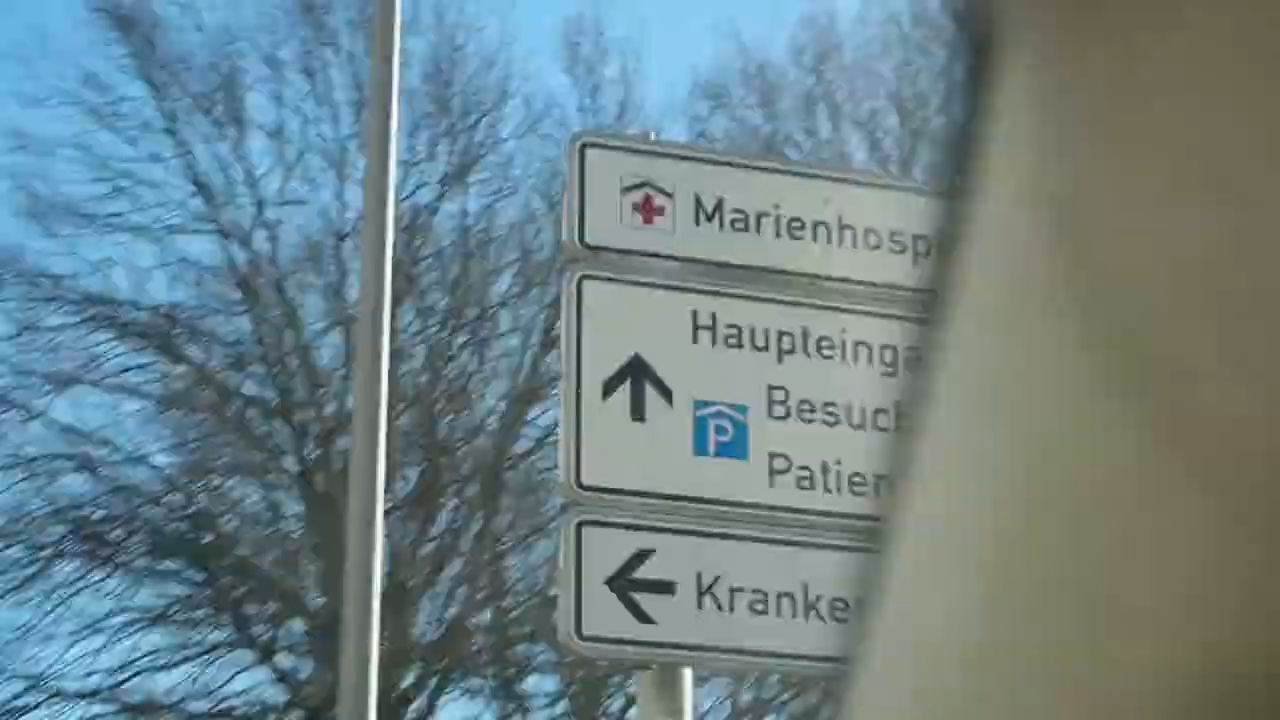 Marienhosp
Haupteinga
P
Besuch
Patien
Kranke